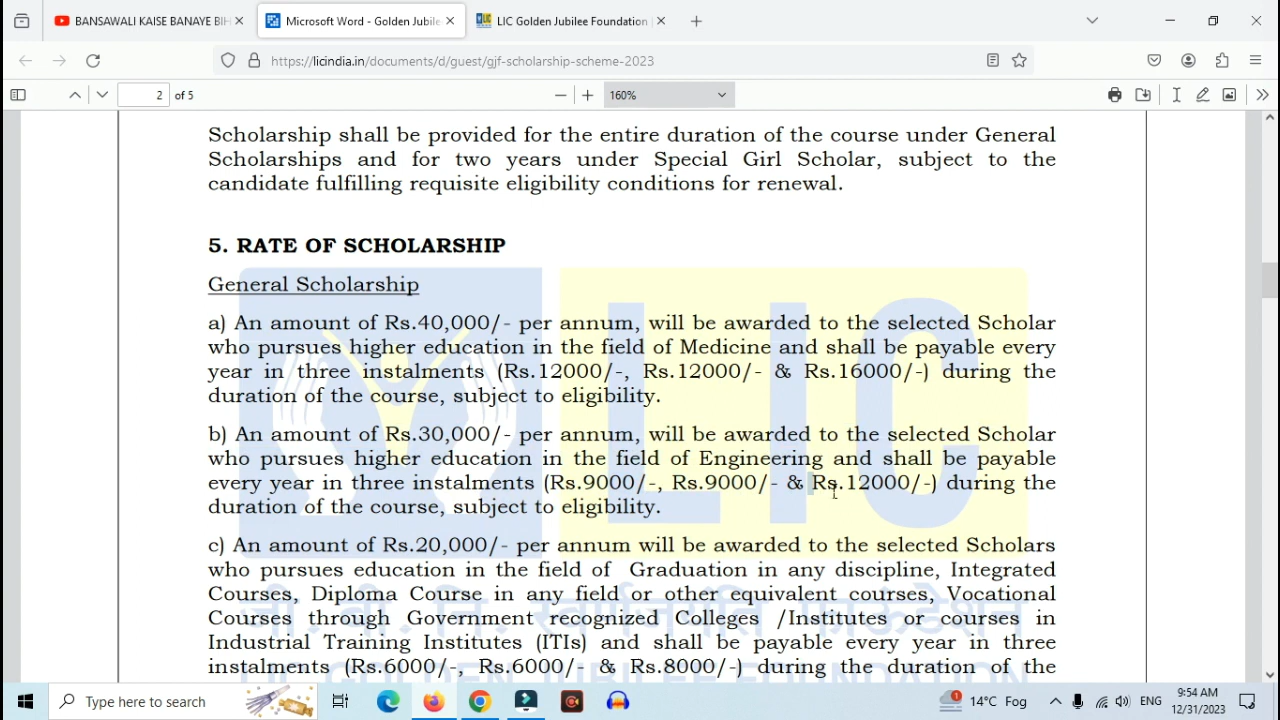 BANSAWALI KAISE BANAYE BIH
Microsoft Word - Golden Jubile
LIC Golden Jubilee Foundation
https://licindia.in/documents/d/guest/gjf-scholarship-scheme-2023
2 of 5
160%
Scholarship shall be provided for the entire duration of the course under General
Scholarships and for two years under Special Girl Scholar, subject to the
candidate fulfilling requisite eligibility conditions for renewal.
5. RATE OF SCHOLARSHIP
General Scholarship
a) An amount of Rs.40,000/- per annum, will be awarded to the selected Scholar
who pursues higher education in the field of Medicine and shall be payable every
year in three instalments (Rs.12000/-, Rs.12000/- & Rs.16000/-) during the
duration of the course, subject to eligibility.
b) An amount of Rs.30,000/- per annum, will be awarded to the selected Scholar
who pursues higher education in the field of Engineering and shall be payable
every year in three instalments (Rs.9000/-, Rs.9000/- & Rs.12000/-) during the
duration of the course, subject to eligibility.
c) An amount of Rs.20,000/- per annum will be awarded to the selected Scholars
who pursues education in the field of Graduation in any discipline, Integrated
Courses, Diploma Course in any field or other equivalent courses, Vocational
Courses through Government recognized Colleges /Institutes or courses in
Industrial Training Institutes (ITIs) and shall be payable every year in three
instalments (Rs.6000/-, Rs.6000/- & Rs.8000/-) during the duration of the
LIC
LIC GOLDEN JUBILEE FOUNDATION
Type here to search
14°C Fog
ENG
9:54 AM
12/31/2023